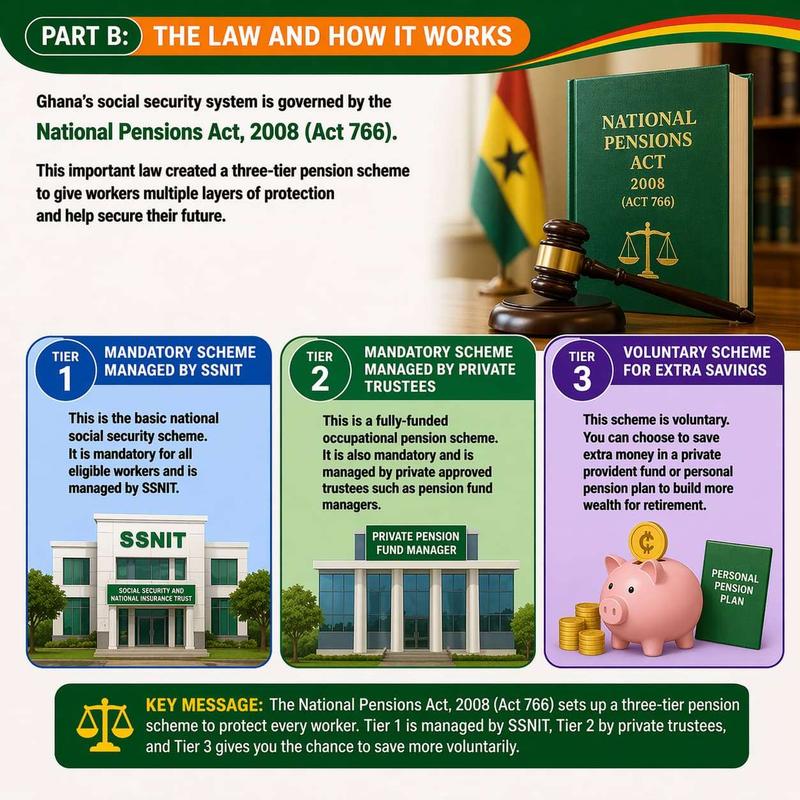 PART B: THE LAW AND HOW IT WORKS
Ghana's social security system is governed by the
National Pensions Act, 2008 (Act 766).
This important law created a three-tier pension scheme
to give workers multiple layers of protection
and help secure their future.
NATIONAL
PENSIONS
ACT
2008
(ACT 766)
TIER
1
MANDATORY SCHEME
MANAGED BY SSNIT
This is the basic national
social security scheme.
It is mandatory for all
eligible workers and is
managed by SSNIT.
SSNIT
SOCIAL SECURITY AND
NATIONAL INSURANCE TRUST
TIER
2
MANDATORY SCHEME
MANAGED BY PRIVATE
TRUSTEES
This is a fully-funded
occupational pension scheme.
It is also mandatory and is
managed by private approved
trustees such as pension fund
managers.
PRIVATE PENSION
FUND MANAGER
TIER
3
VOLUNTARY SCHEME
FOR EXTRA SAVINGS
This scheme is voluntary.
You can choose to save
extra money in a private
provident fund or personal
pension plan to build more
wealth for retirement.
₵
PERSONAL
PENSION
PLAN
KEY MESSAGE: The National Pensions Act, 2008 (Act 766) sets up a three-tier pension
scheme to protect every worker. Tier 1 is managed by SSNIT, Tier 2 by private trustees,
and Tier 3 gives you the chance to save more voluntarily.